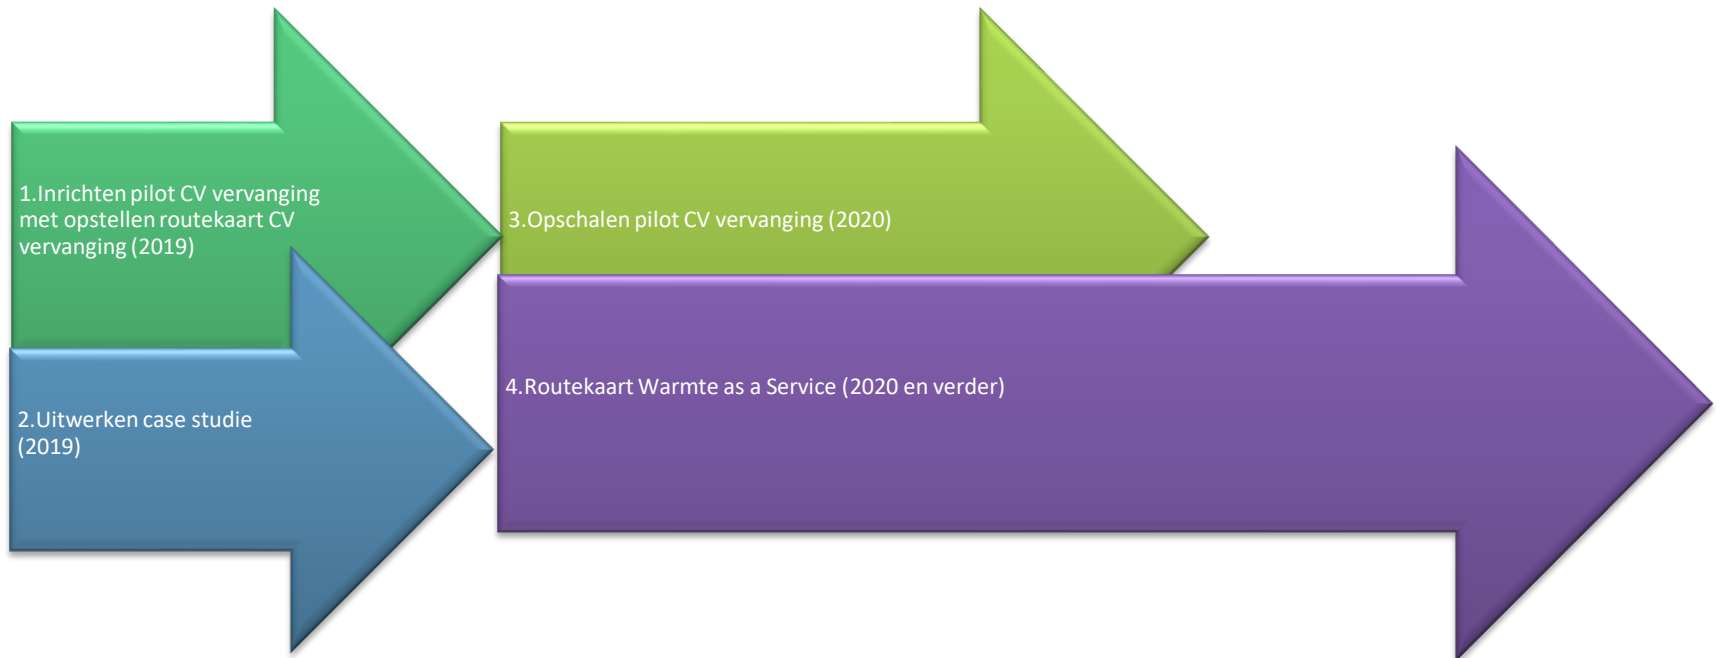 1.Inrichten pilot CV vervanging
met opstellen routekaart CV
vervanging (2019)
2.Uitwerken case studie
(2019)
3.Opschalen pilot CV vervanging (2020)
4.Routekaart Warmte as a Service (2020 en verder)